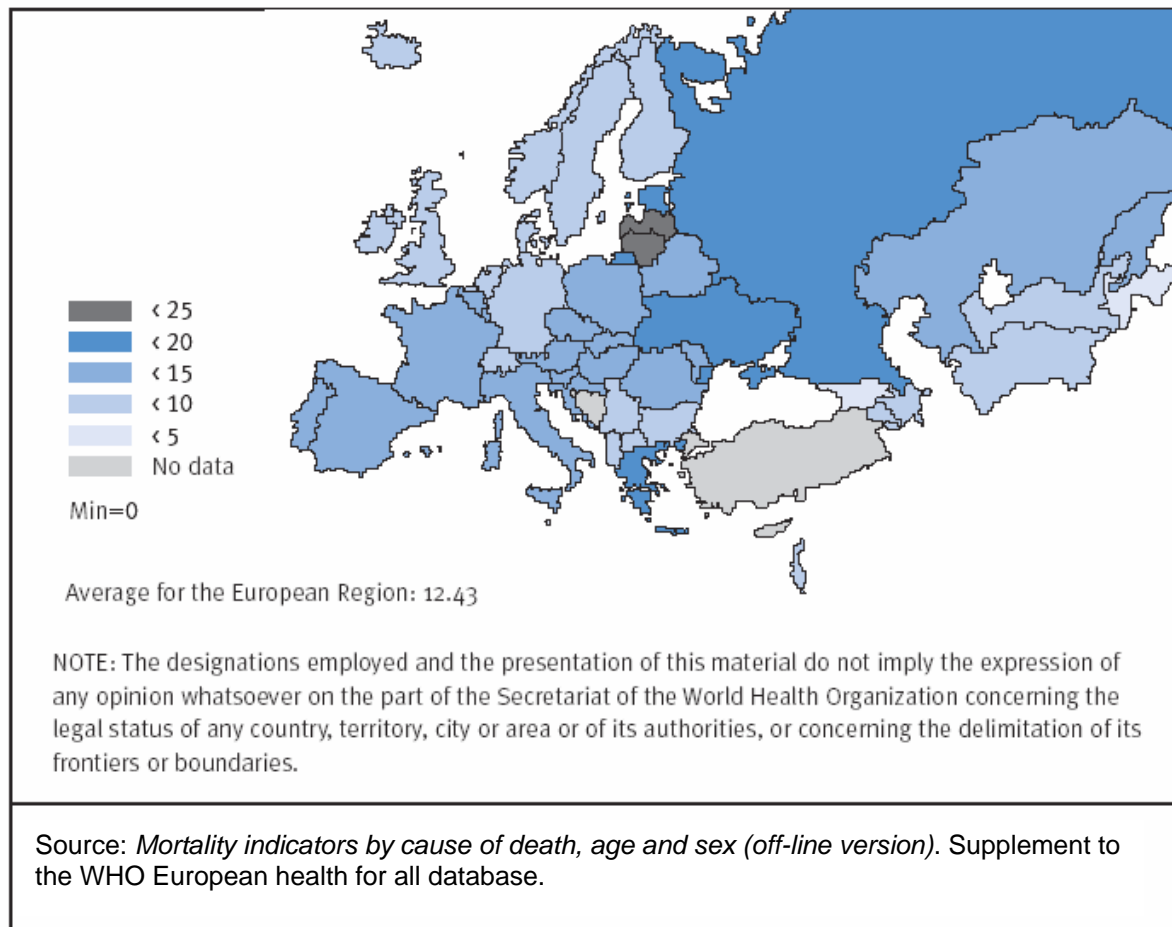 ‹ 25
‹ 20
‹ 15
‹ 10
‹ 5
No data
Min=0
Average for the European Region: 12.43
NOTE: The designations employed and the presentation of this material do not imply the expression of
any opinion whatsoever on the part of the Secretariat of the World Health Organization concerning the
legal status of any country, territory, city or area or of its authorities, or concerning the delimitation of its
frontiers or boundaries.
Source: Mortality indicators by cause of death, age and sex (off-line version). Supplement to
the WHO European health for all database.